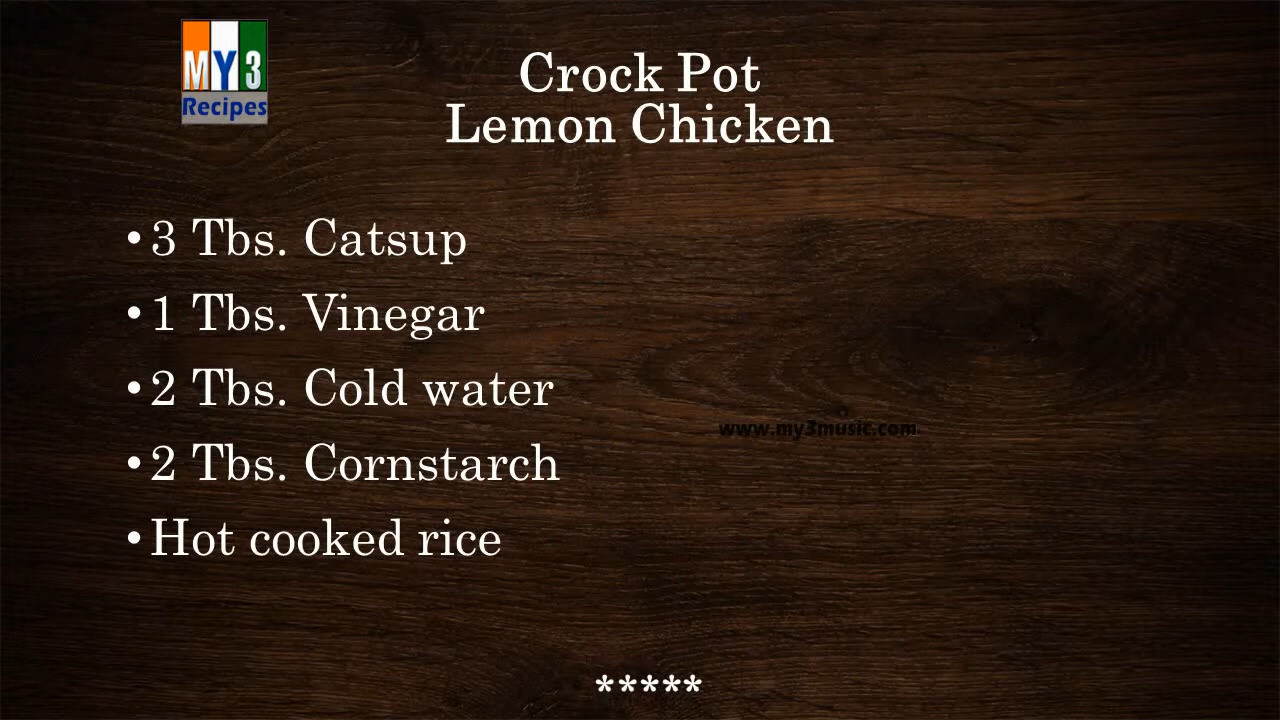 MY3
Recipes
Crock Pot
Lemon Chicken
• 3 Tbs. Catsup
• 1 Tbs. Vinegar
• 2 Tbs. Cold water
• 2 Tbs. Cornstarch
• Hot cooked rice
www.my3music.com
*****